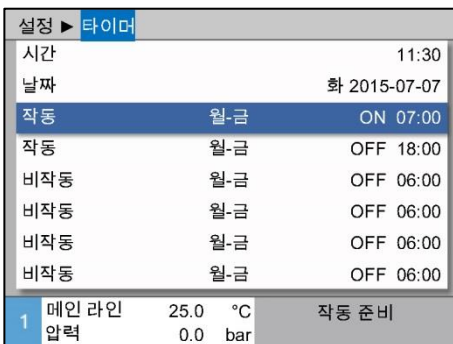 설정 ► 타이머
시간 11:30
날짜 화 2015-07-07
작동 월-금 ON 07:00
작동 월-금 OFF 18:00
비작동 월-금 OFF 06:00
비작동 월-금 OFF 06:00
비작동 월-금 OFF 06:00
비작동 월-금 OFF 06:00
1 메인 라인 25.0 °C 작동 준비
압력 0.0 bar